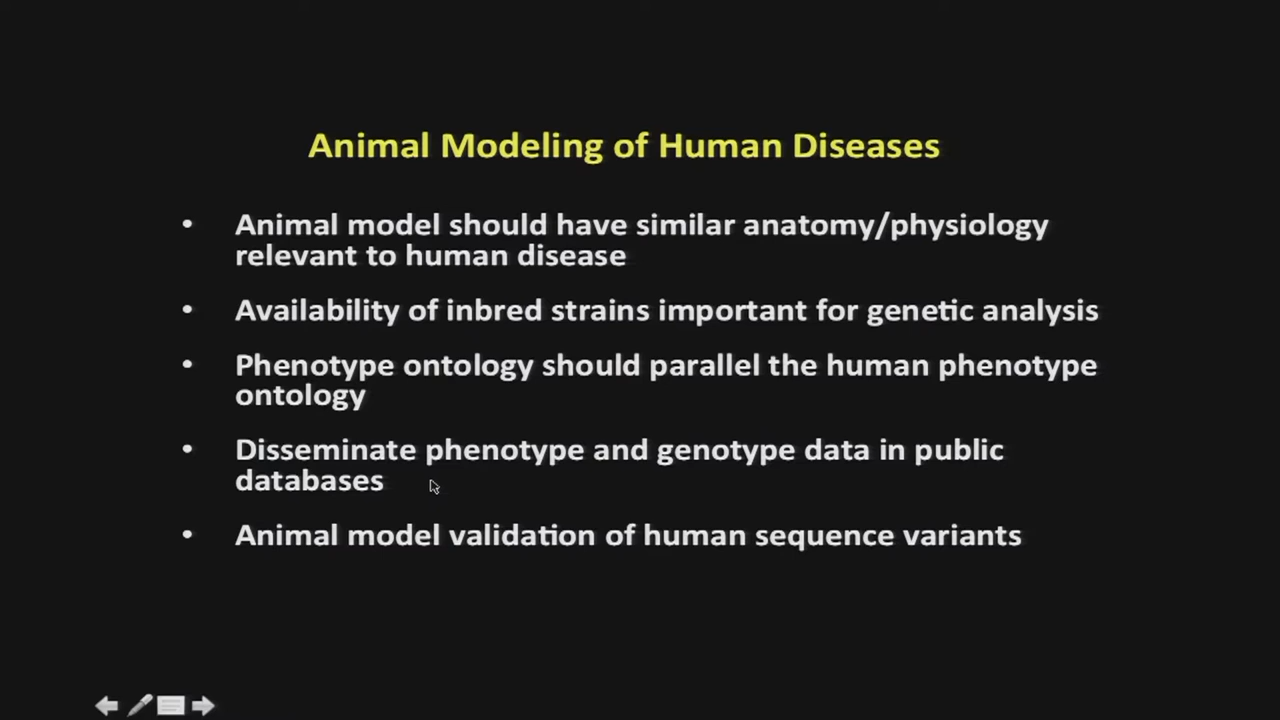 Animal Modeling of Human Diseases
• Animal model should have similar anatomy/physiology
relevant to human disease
• Availability of inbred strains important for genetic analysis
• Phenotype ontology should parallel the human phenotype
ontology
• Disseminate phenotype and genotype data in public
databases
• Animal model validation of human sequence variants